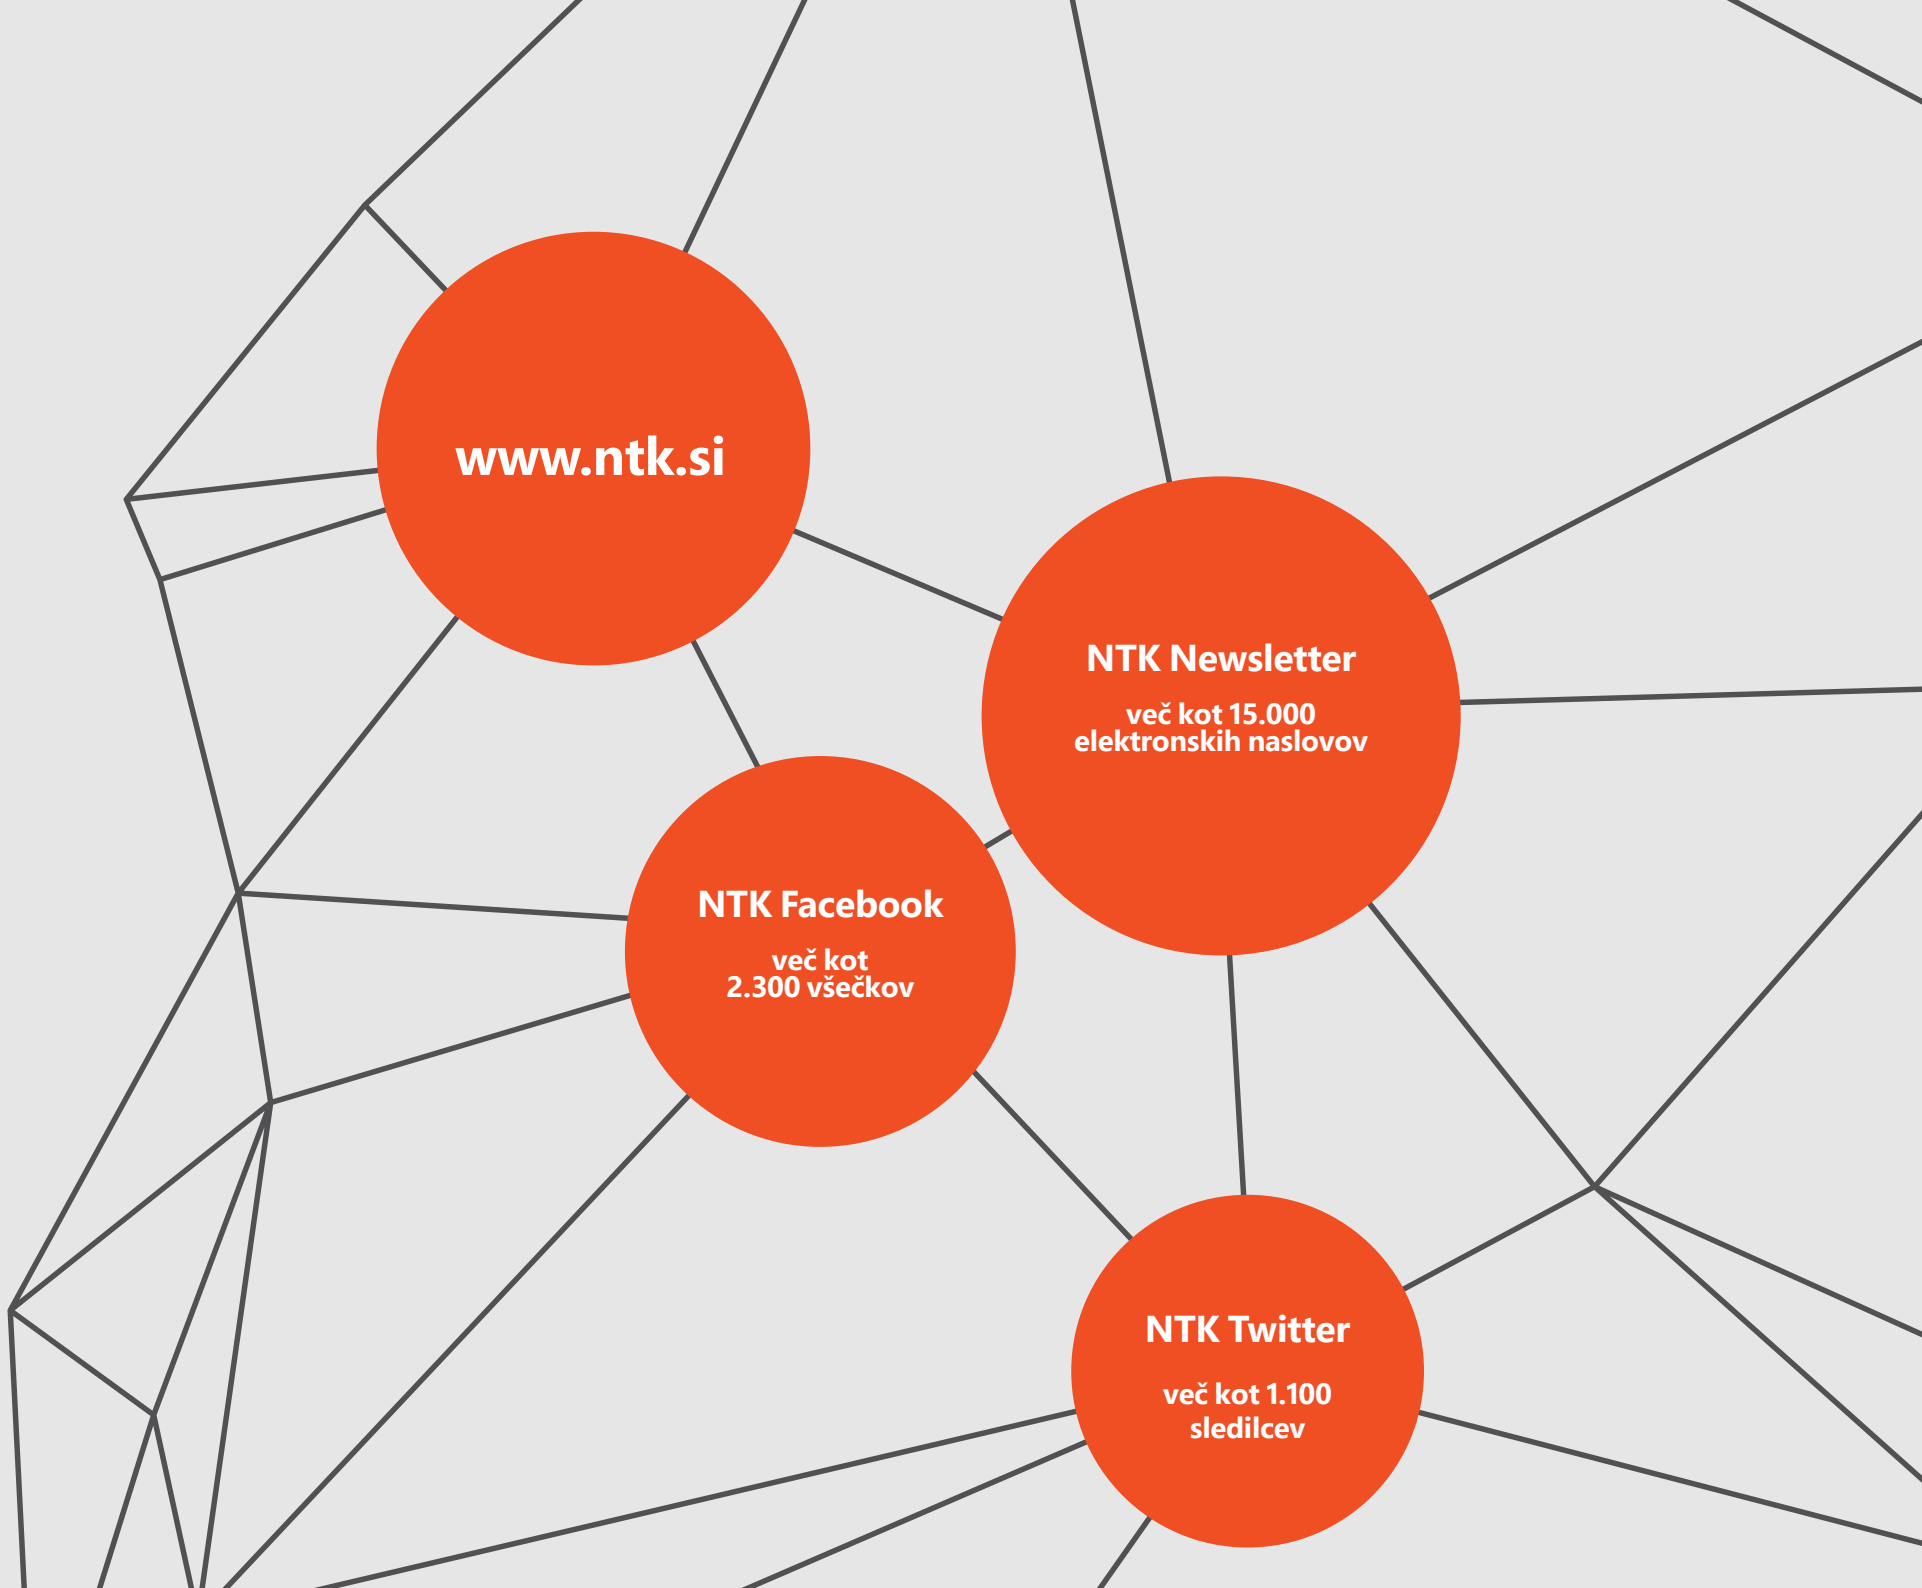 www.ntk.si
NTK Newsletter
več kot 15.000
elektronskih naslovov
NTK Facebook
več kot
2.300 všečkov
NTK Twitter
več kot 1.100
sledilcev